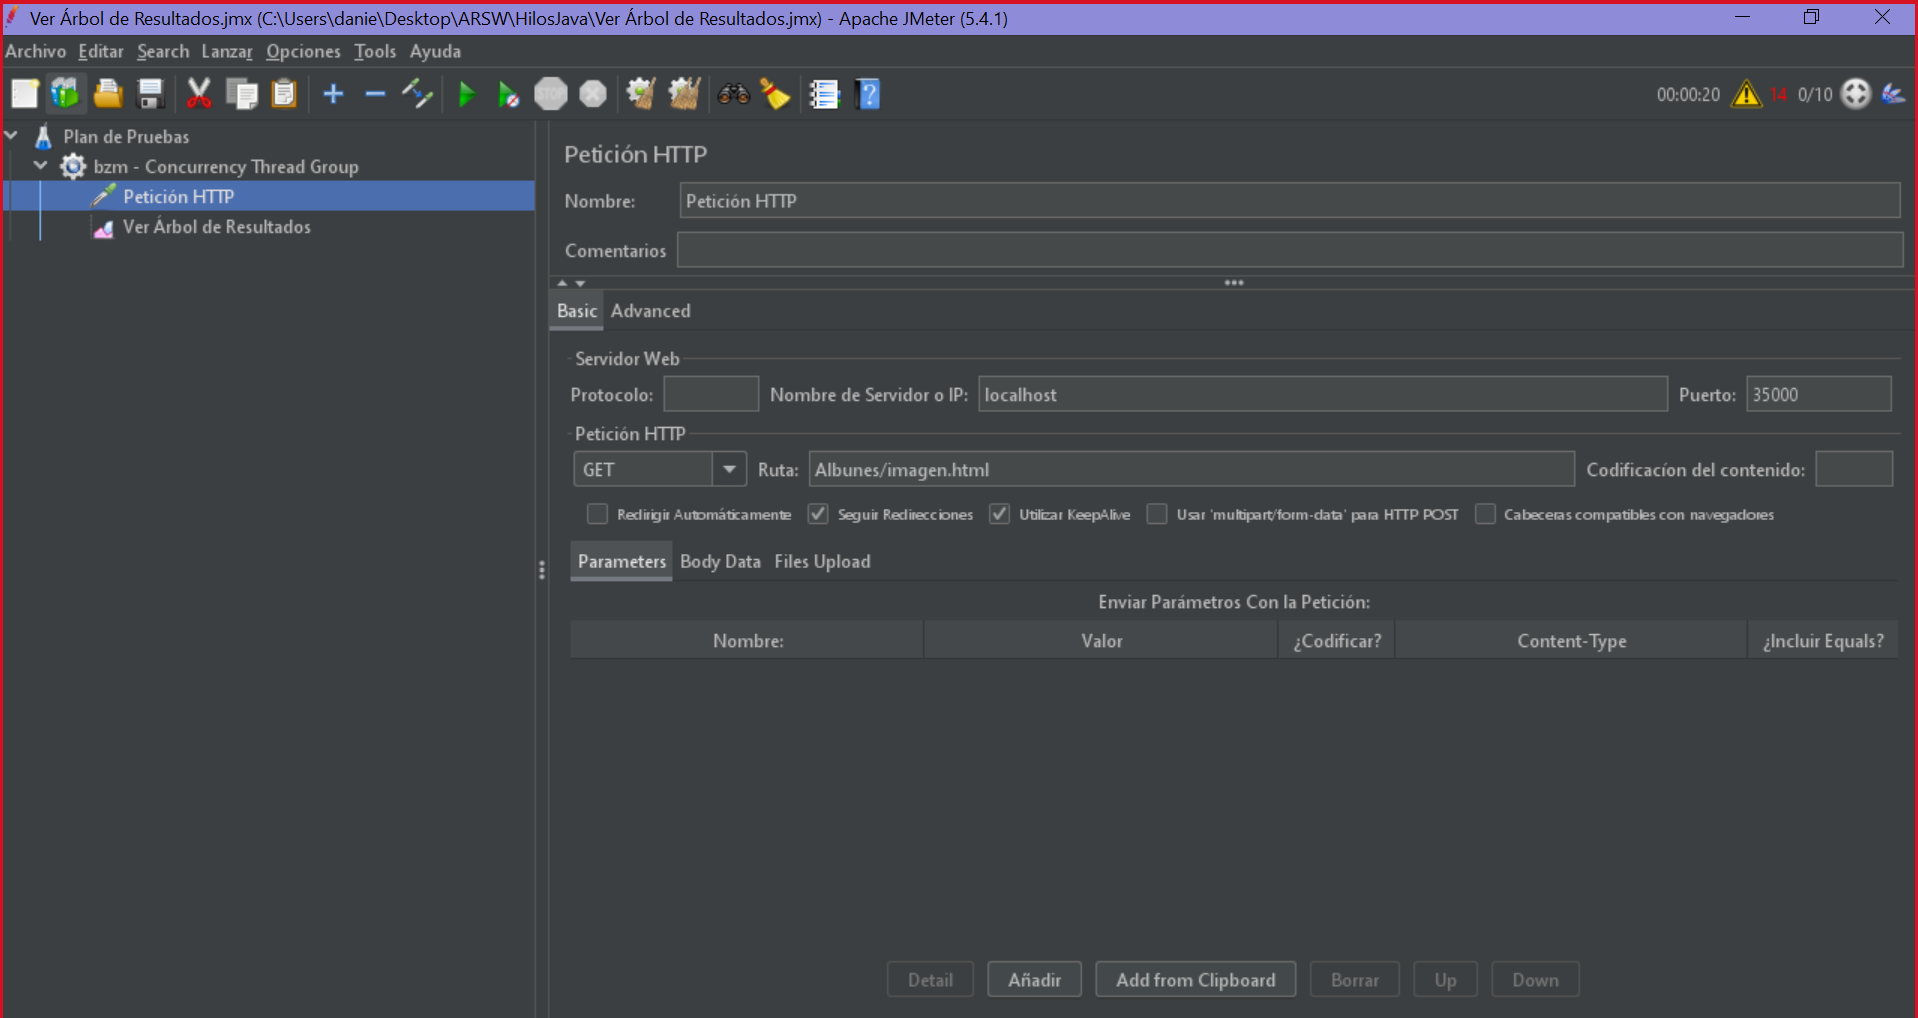 Ver Árbol de Resultados.jmx (C:\Users\danie\Desktop\ARSW\HilosJava\Ver Árbol de Resultados.jmx) - Apache JMeter (5.4.1)
Archivo Editar Search Lanzar Opciones Tools Ayuda
STOP ? 00:00:20 14 0/10
Plan de Pruebas
bzm - Concurrency Thread Group
Petición HTTP
Ver Árbol de Resultados
Petición HTTP
Nombre: Petición HTTP
Comentarios
Basic Advanced
Servidor Web
Protocolo: Nombre de Servidor o IP: localhost Puerto: 35000
Petición HTTP
GET Ruta: Albunes/imagen.html Codificacíon del contenido:
Redirigir Automáticamente Seguir Redirecciones Utilizar KeepAlive Usar 'multipart/form-data' para HTTP POST Cabeceras compatibles con navegadores
Parameters Body Data Files Upload
Enviar Parámetros Con la Petición:
Nombre: Valor ¿Codificar? Content-Type ¿Incluir Equals?
Detail Añadir Add from Clipboard Borrar Up Down